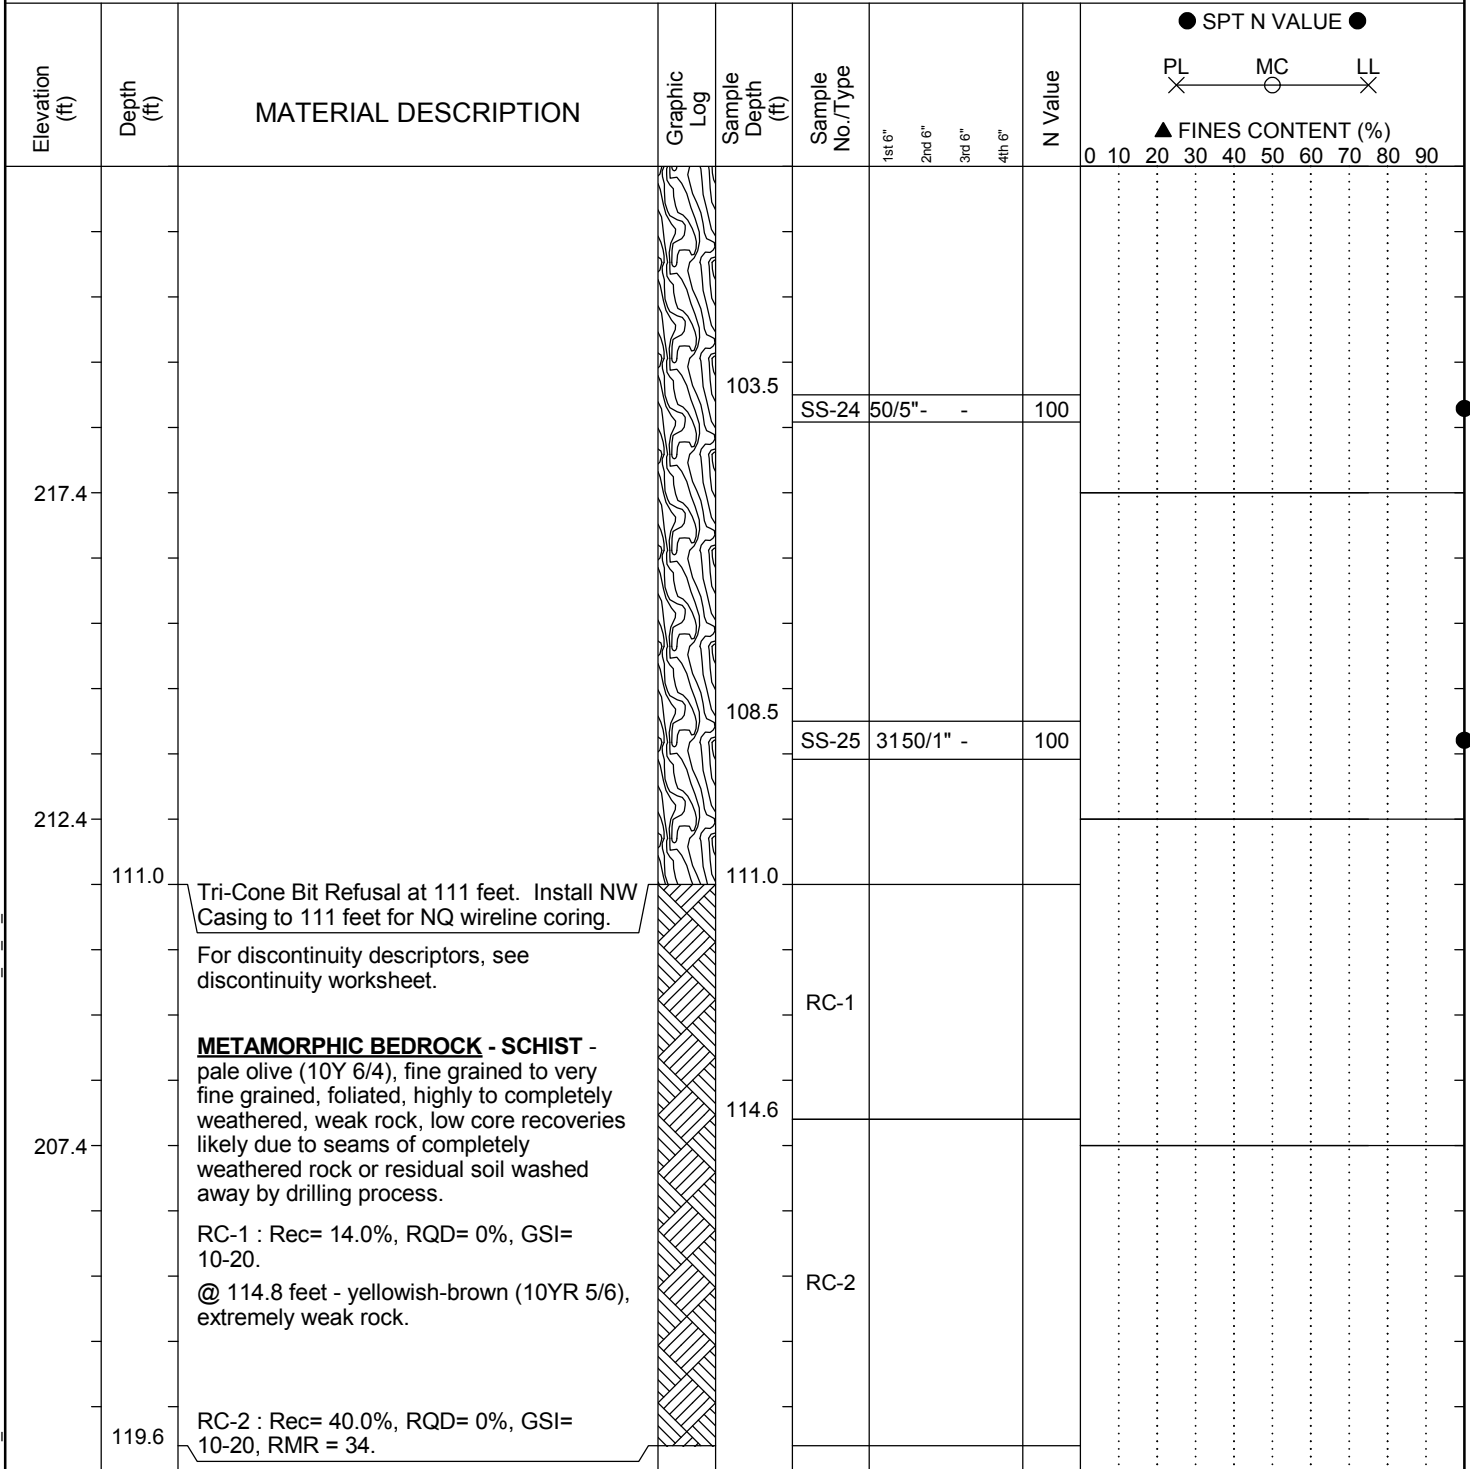 ● SPT N VALUE ●
PL MC LL
▲ FINES CONTENT (%)
0 10 20 30 40 50 60 70 80 90
Elevation (ft)
Depth (ft)
MATERIAL DESCRIPTION
Graphic Log
Sample Depth (ft)
Sample No./Type
1st 6"
2nd 6"
3rd 6"
4th 6"
N Value
103.5
SS-24 50/5" - - 100
217.4
108.5
SS-25 31 50/1" - 100
212.4
111.0 111.0
Tri-Cone Bit Refusal at 111 feet. Install NW
Casing to 111 feet for NQ wireline coring.
For discontinuity descriptors, see
discontinuity worksheet.
RC-1
METAMORPHIC BEDROCK - SCHIST -
pale olive (10Y 6/4), fine grained to very
fine grained, foliated, highly to completely
weathered, weak rock, low core recoveries
likely due to seams of completely
weathered rock or residual soil washed
away by drilling process.
114.6
207.4
RC-1 : Rec= 14.0%, RQD= 0%, GSI=
10-20.
@ 114.8 feet - yellowish-brown (10YR 5/6),
extremely weak rock.
RC-2
RC-2 : Rec= 40.0%, RQD= 0%, GSI=
10-20, RMR = 34.
119.6